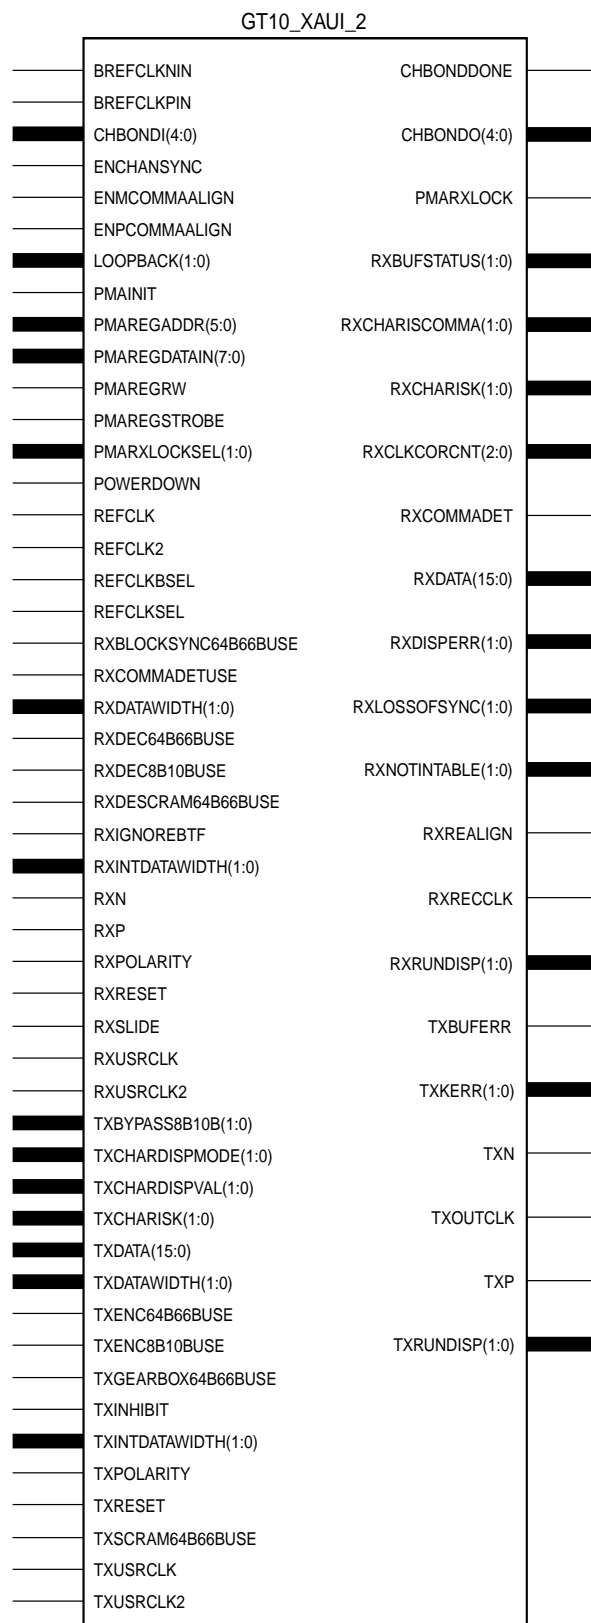 GT10_XAUI_2
BREFCLKNIN CHBONDDONE
BREFCLKPIN
CHBONDI(4:0) CHBONDO(4:0)
ENCHANSYNC
ENMCOMMAALIGN PMARXLOCK
ENPCOMMAALIGN
LOOPBACK(1:0) RXBUFSTATUS(1:0)
PMAINIT
PMAREGADDR(5:0) RXCHARISCOMMA(1:0)
PMAREGDATAIN(7:0)
PMAREGRW RXCHARISK(1:0)
PMAREGSTROBE
PMARXLOCKSEL(1:0) RXCLKCORCNT(2:0)
POWERDOWN
REFCLK RXCOMMADET
REFCLK2
REFCLKBSEL RXDATA(15:0)
REFCLKSEL
RXBLOCKSYNC64B66BUSE RXDISPERR(1:0)
RXCOMMADETUSE
RXDATAWIDTH(1:0) RXLOSSOFSYNC(1:0)
RXDEC64B66BUSE
RXDEC8B10BUSE RXNOTINTABLE(1:0)
RXDESCRAM64B66BUSE
RXIGNOREBTF RXREALIGN
RXINTDATAWIDTH(1:0)
RXN RXRECCLK
RXP
RXPOLARITY RXRUNDISP(1:0)
RXRESET
RXSLIDE TXBUFERR
RXUSRCLK
RXUSRCLK2 TXKERR(1:0)
TXBYPASS8B10B(1:0)
TXCHARDISPMODE(1:0) TXN
TXCHARDISPVAL(1:0)
TXCHARISK(1:0) TXOUTCLK
TXDATA(15:0)
TXDATAWIDTH(1:0) TXP
TXENC64B66BUSE
TXENC8B10BUSE TXRUNDISP(1:0)
TXGEARBOX64B66BUSE
TXINHIBIT
TXINTDATAWIDTH(1:0)
TXPOLARITY
TXRESET
TXSCRAM64B66BUSE
TXUSRCLK
TXUSRCLK2